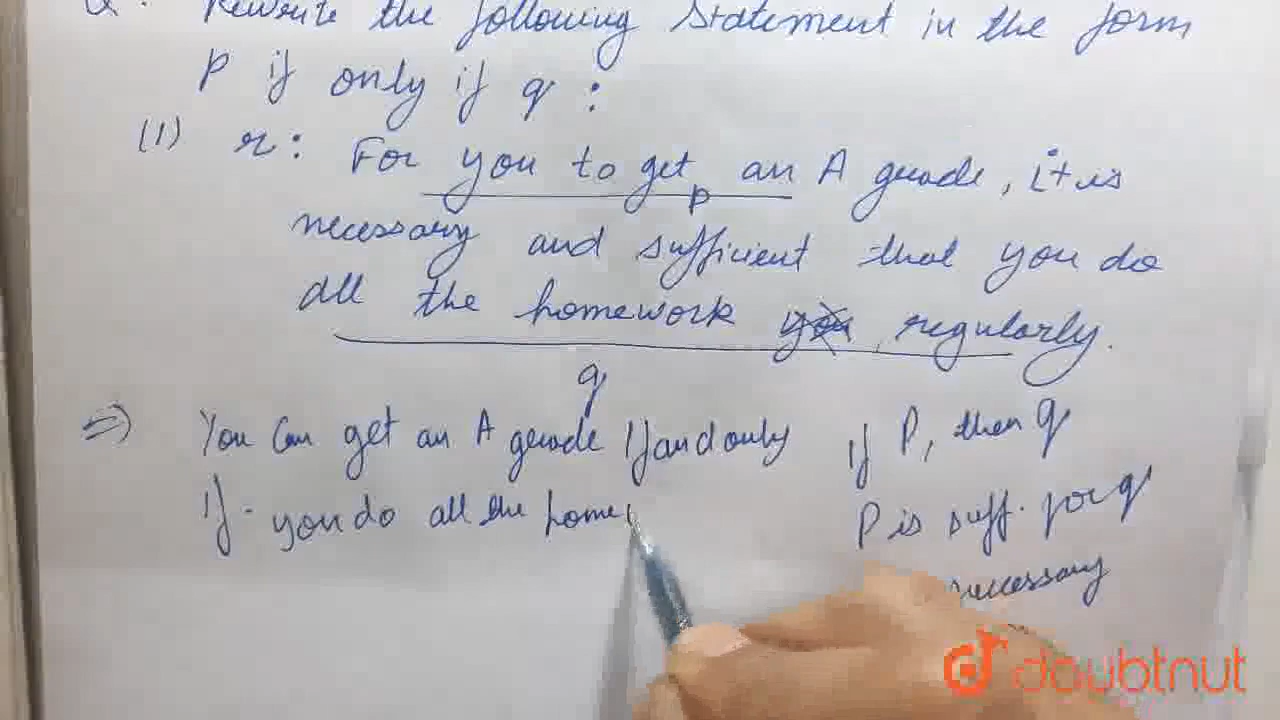 Q. Rewrite the following statement in the form
P if only if q :
(1) r: For you to get an A grade, it is
P
necessary and sufficient that you do
all the homework you regularly.
q
=) You Can get an A grade If and only
If. you do all the home
if P, then q
P is suff. for q
necessary
doubtnut